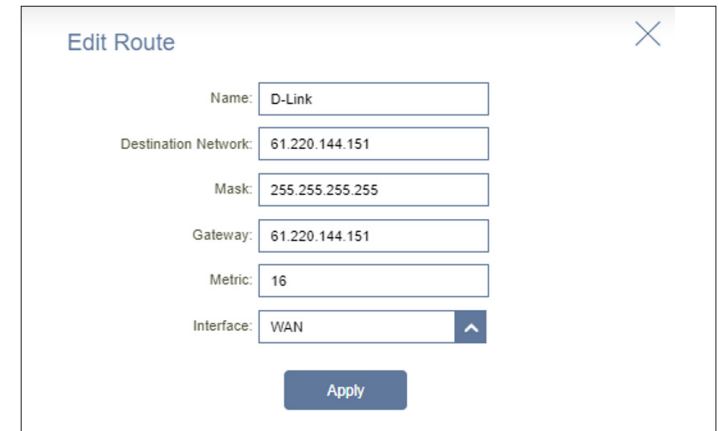 Edit Route
Name: D-Link
Destination Network: 61.220.144.151
Mask: 255.255.255.255
Gateway: 61.220.144.151
Metric: 16
Interface: WAN
Apply